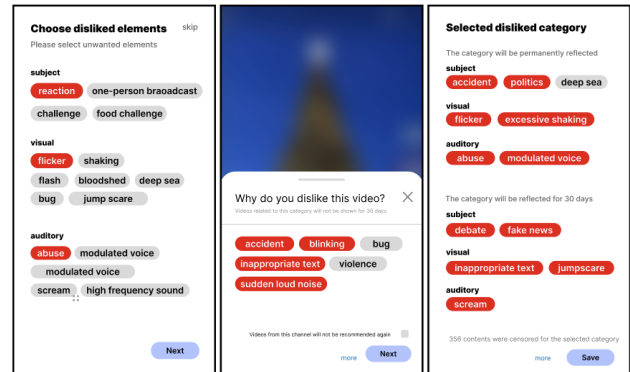 Choose disliked elements skip
Please select unwanted elements
subject
reaction one-person braoadcast
challenge food challenge
visual
flicker shaking
flash bloodshed deep sea
bug jump scare
auditory
abuse modulated voice
modulated voice
scream high frequency sound
Next
Why do you dislike this video?
Videos related to this category will not be shown for 30 days
accident blinking bug
inappropriate text violence
sudden loud noise
Videos from this channel will not be recommended again
more Next
Selected disliked category
The category will be permanently reflected
subject
accident politics deep sea
visual
flicker excessive shaking
auditory
abuse modulated voice
The category will be reflected for 30 days
subject
debate fake news
visual
inappropriate text jumpscare
auditory
scream
356 contents were censored for the selected category
more Save